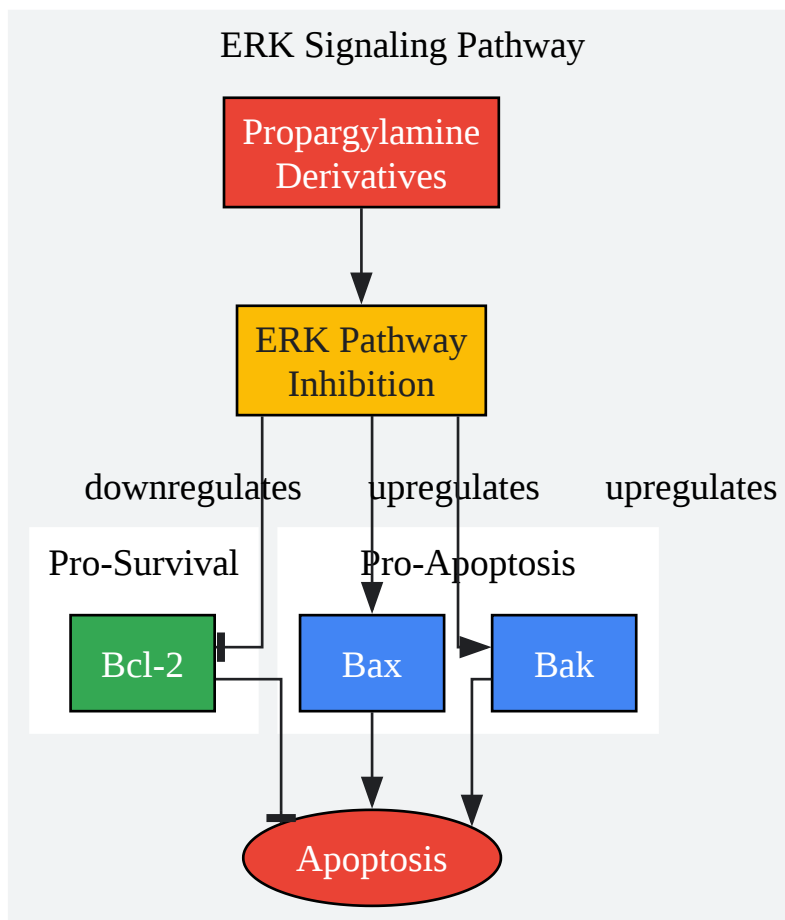 ERK Signaling Pathway
Propargylamine
Derivatives
ERK Pathway
Inhibition
downregulates
upregulates
upregulates
Pro-Survival
Pro-Apoptosis
Bcl-2
Bax
Bak
Apoptosis